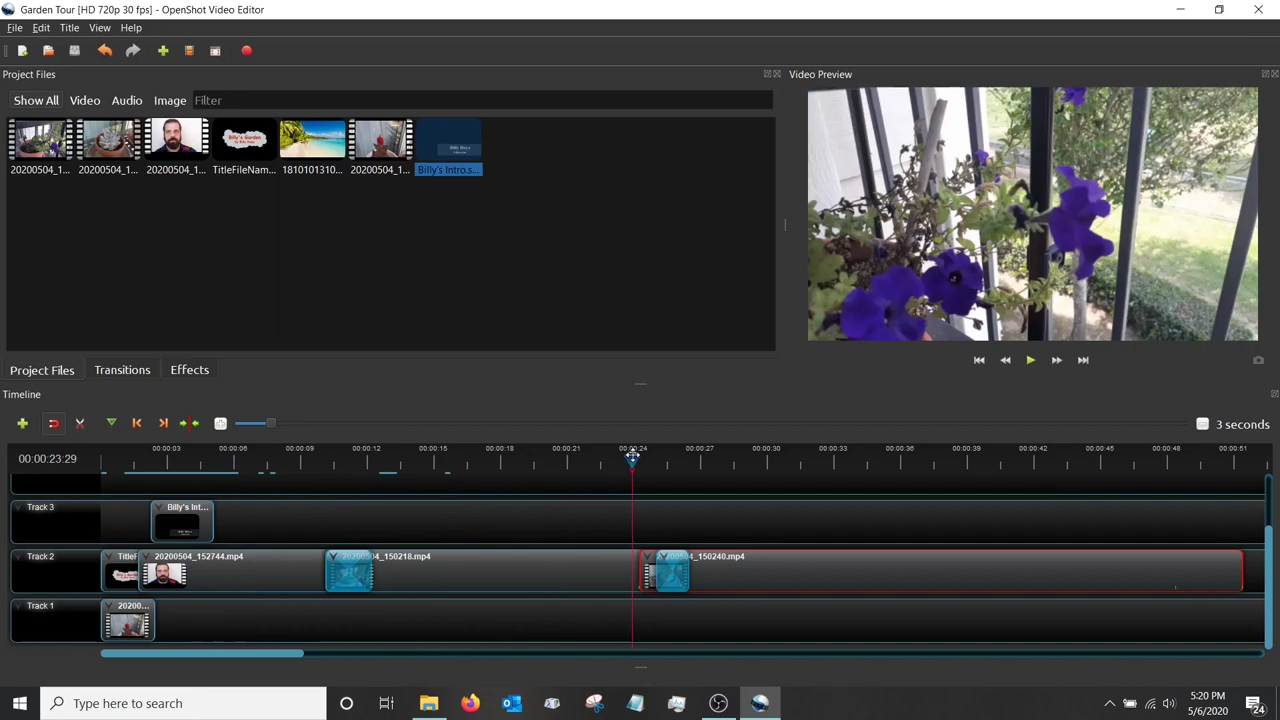 Garden Tour [HD 720p 30 fps] - OpenShot Video Editor
File Edit Title View Help
Project Files
Video Preview
Show All Video Audio Image Filter
20200504_1... 20200504_1... 20200504_1... TitleFileNam... 1810101310... 20200504_1... Billy's Intro.s...
Billy's Garden
Project Files Transitions Effects
Timeline
3 seconds
00:00:23:29
00:00:03 00:00:06 00:00:09 00:00:12 00:00:15 00:00:18 00:00:21 00:00:24 00:00:27 00:00:30 00:00:33 00:00:36 00:00:39 00:00:42 00:00:45 00:00:48 00:00:51
Track 3 Billy's Int...
Track 2 TitleF 20200504_152744.mp4 4_150218.mp4 4_150240.mp4
Track 1 20200...
Type here to search
5:20 PM
5/6/2020
24